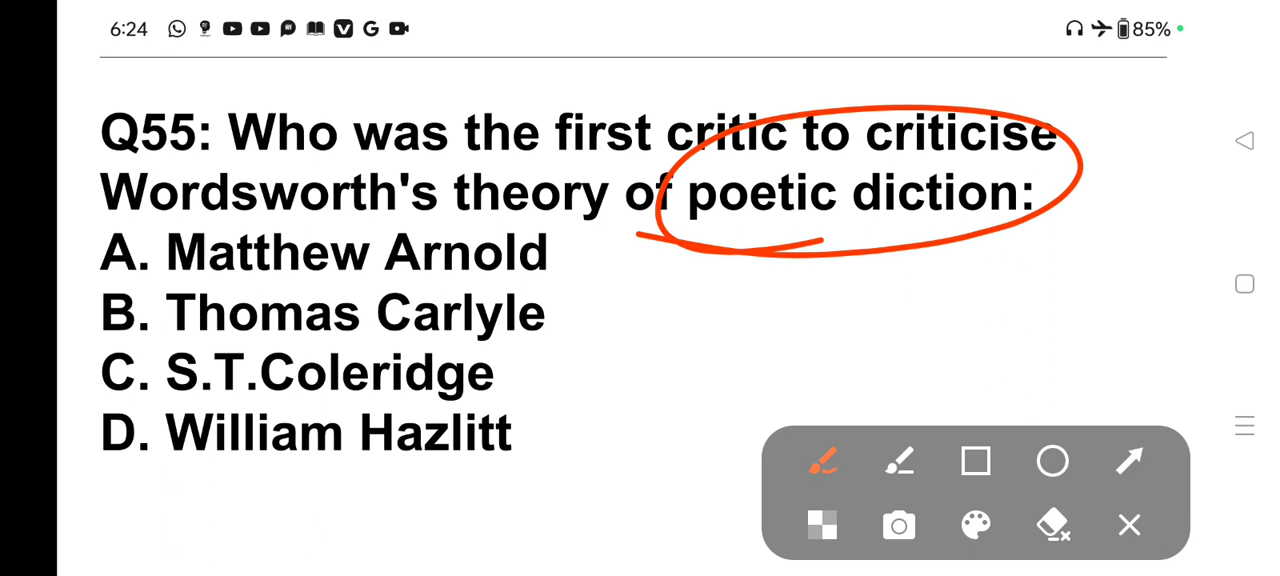 6:24 85%
Q55: Who was the first critic to criticise
Wordsworth's theory of poetic diction:
A. Matthew Arnold
B. Thomas Carlyle
C. S.T.Coleridge
D. William Hazlitt